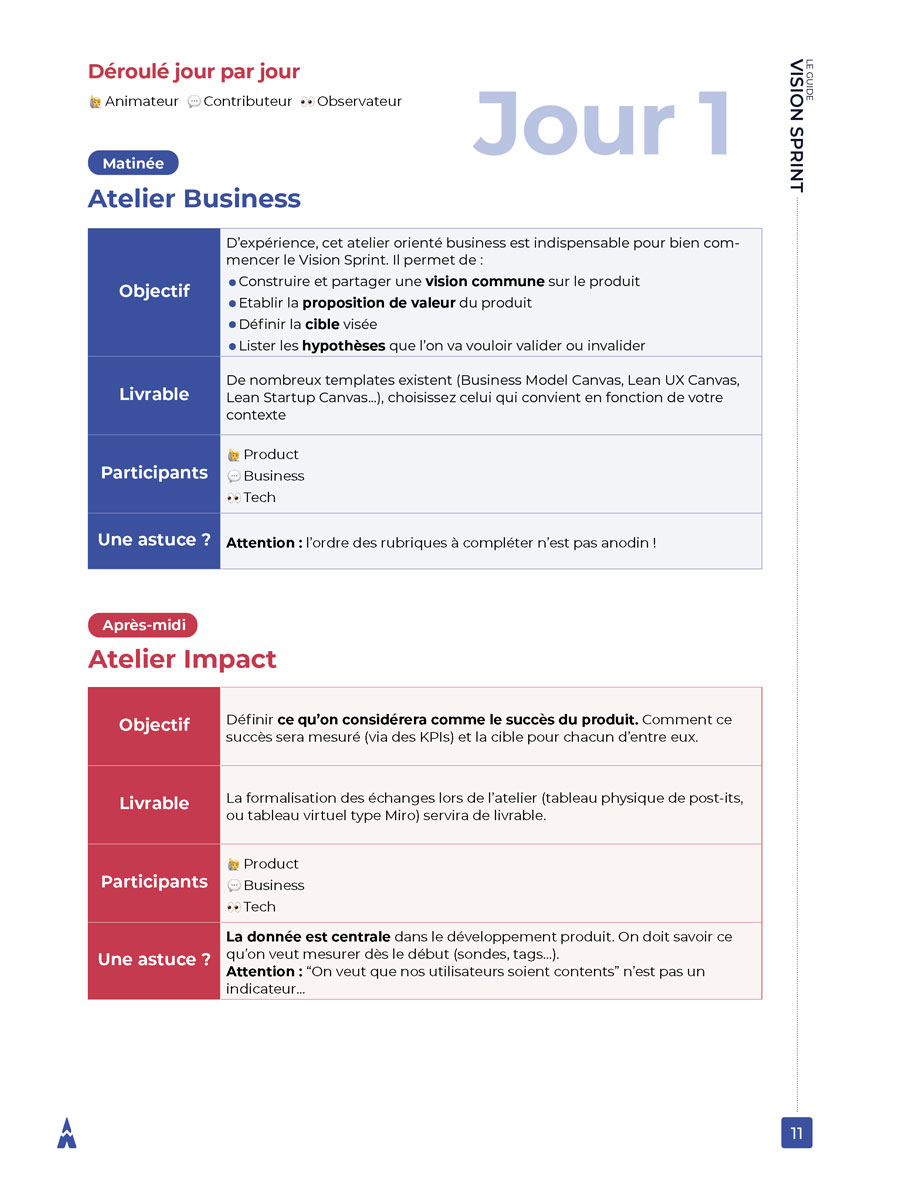 Déroulé jour par jour
Animateur Contributeur Observateur
Jour 1
LE GUIDE
VISION SPRINT
Matinée
Atelier Business
Objectif
D’expérience, cet atelier orienté business est indispensable pour bien com-
mencer le Vision Sprint. Il permet de :
● Construire et partager une vision commune sur le produit
● Etablir la proposition de valeur du produit
● Définir la cible visée
● Lister les hypothèses que l’on va vouloir valider ou invalider
Livrable
De nombreux templates existent (Business Model Canvas, Lean UX Canvas,
Lean Startup Canvas...), choisissez celui qui convient en fonction de votre
contexte
Participants
Product
Business
Tech
Une astuce ?
Attention : l’ordre des rubriques à compléter n’est pas anodin !
Après-midi
Atelier Impact
Objectif
Définir ce qu’on considérera comme le succès du produit. Comment ce
succès sera mesuré (via des KPIs) et la cible pour chacun d’entre eux.
Livrable
La formalisation des échanges lors de l’atelier (tableau physique de post-its,
ou tableau virtuel type Miro) servira de livrable.
Participants
Product
Business
Tech
Une astuce ?
La donnée est centrale dans le développement produit. On doit savoir ce
qu’on veut mesurer dès le début (sondes, tags...).
Attention : “On veut que nos utilisateurs soient contents” n’est pas un
indicateur...
11